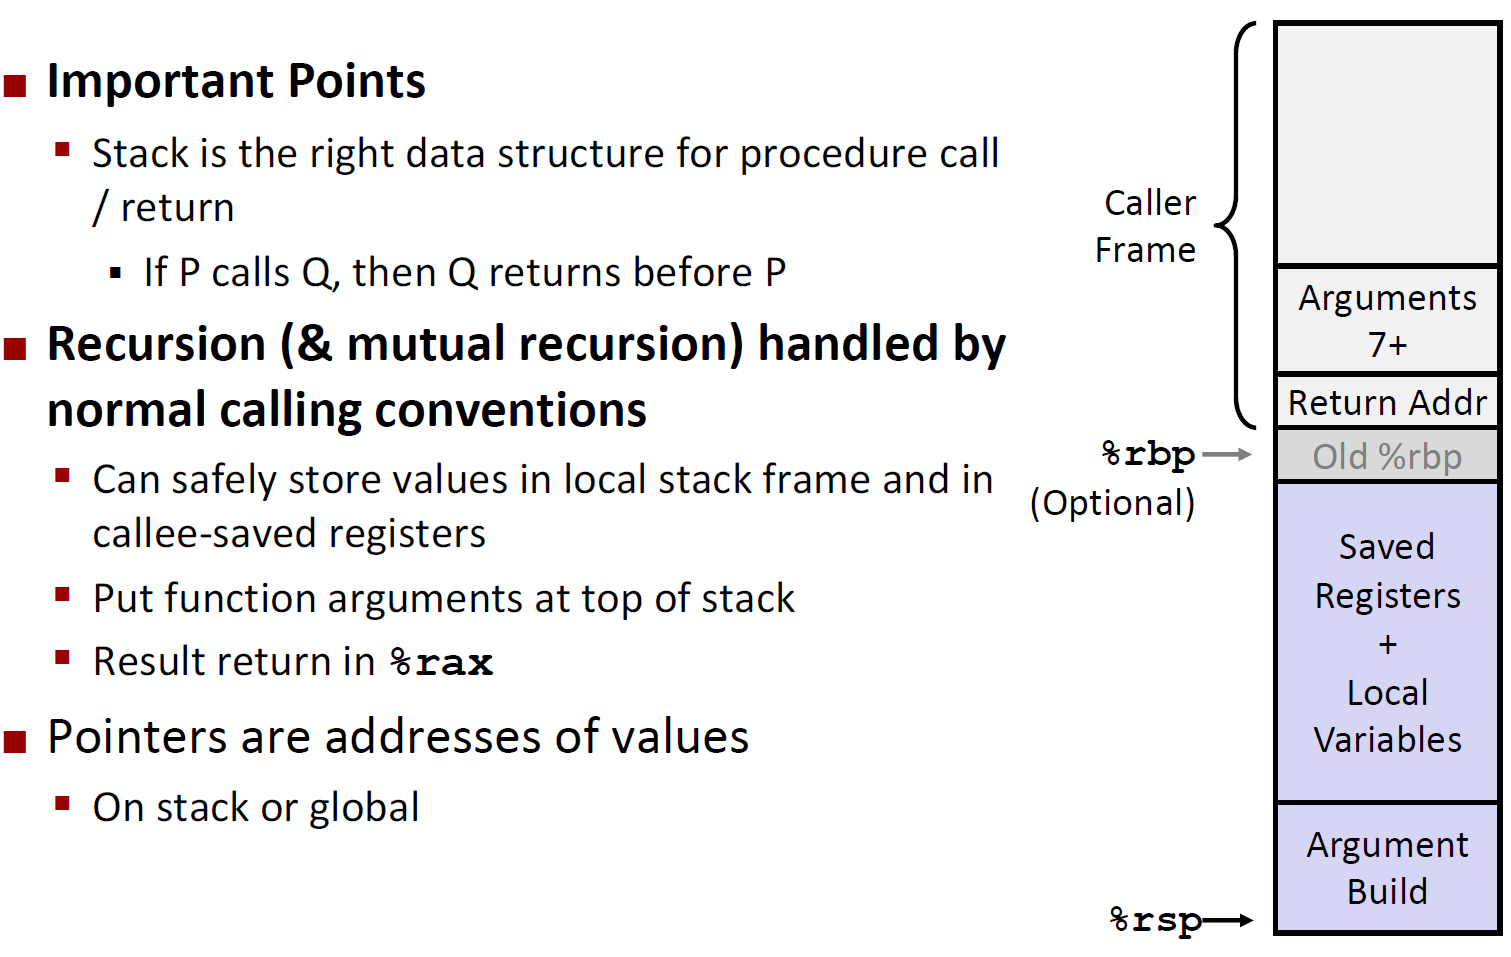 Important Points
Stack is the right data structure for procedure call
/ return
If P calls Q, then Q returns before P
Recursion (& mutual recursion) handled by
normal calling conventions
Can safely store values in local stack frame and in
callee-saved registers
Put function arguments at top of stack
Result return in %rax
Pointers are addresses of values
On stack or global
Caller
Frame
Arguments
7+
Return Addr
%rbp
(Optional)
Old %rbp
Saved
Registers
+
Local
Variables
Argument
Build
%rsp